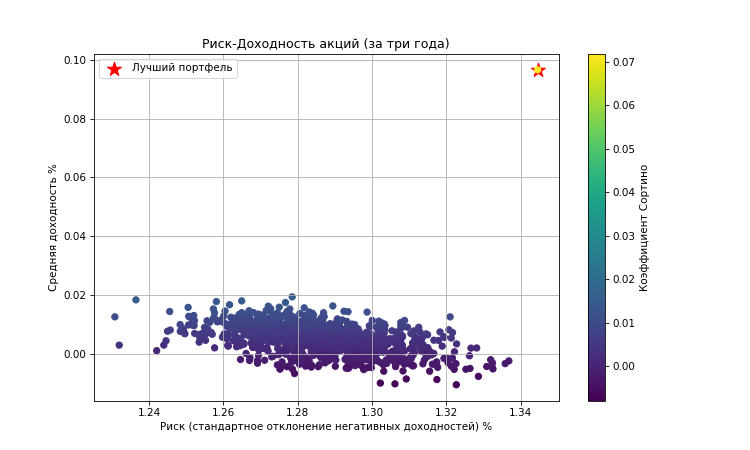 Риск-Доходность акций (за три года)
Лучший портфель
Средняя доходность %
0.10
0.08
0.06
0.04
0.02
0.00
1.24 1.26 1.28 1.30 1.32 1.34
Риск (стандартное отклонение негативных доходностей) %
0.07
0.06
0.05
0.04
0.03
0.02
0.01
0.00
Коэффициент Сортино